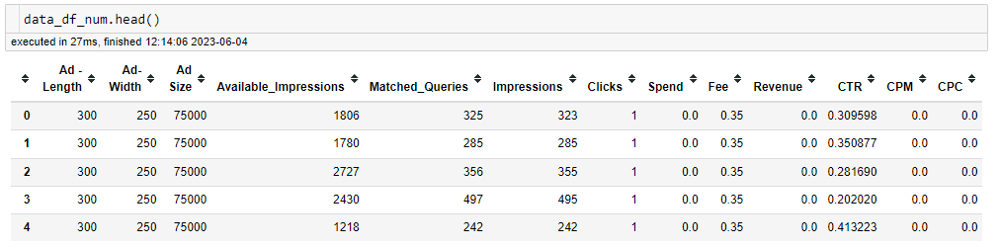 data_df_num.head()
executed in 27ms, finished 12:14:06 2023-06-04
Ad - Length Ad- Width Ad Size Available_Impressions Matched_Queries Impressions Clicks Spend Fee Revenue CTR CPM CPC
0 300 250 75000 1806 325 323 1 0.0 0.35 0.0 0.309598 0.0 0.0
1 300 250 75000 1780 285 285 1 0.0 0.35 0.0 0.350877 0.0 0.0
2 300 250 75000 2727 356 355 1 0.0 0.35 0.0 0.281690 0.0 0.0
3 300 250 75000 2430 497 495 1 0.0 0.35 0.0 0.202020 0.0 0.0
4 300 250 75000 1218 242 242 1 0.0 0.35 0.0 0.413223 0.0 0.0